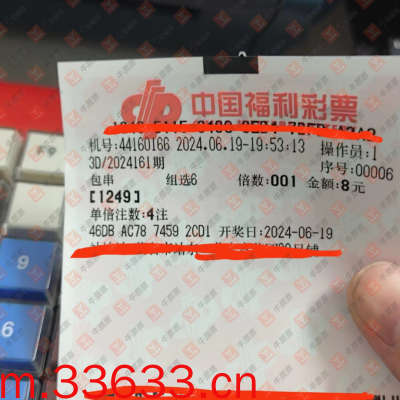 中国福利彩票
机号:44160166 2024.06.19-19:53:13 操作员:1
3D/2024161期 序号:00006
包串 组选6 倍数:001 金额:8元
[1249]
单倍注数:4注
46DB AC78 7459 2CD1 开奖日:2024-06-19
9
6
m.33633.cn